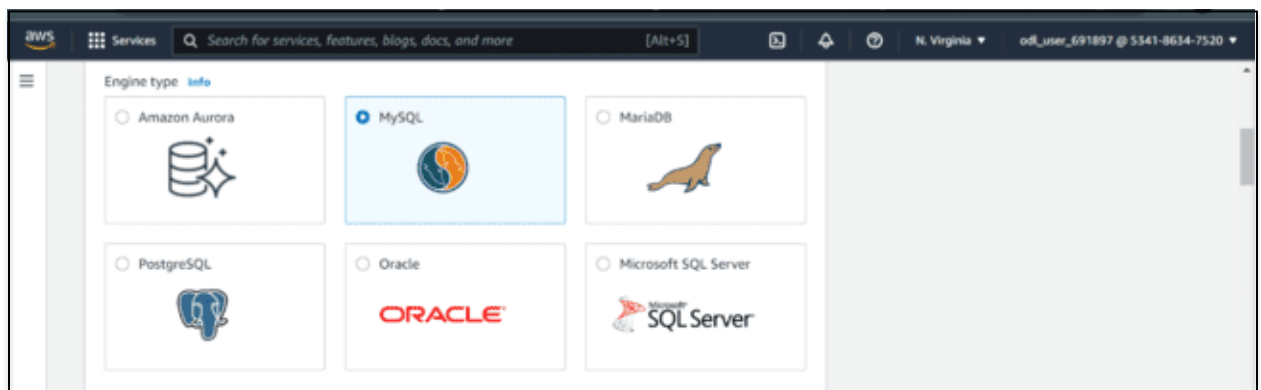 aws Services Search for services, features, blogs, docs, and more [Alt+S] N. Virginia odl_user_691897 @ 5341-8634-7520
Engine type Info
Amazon Aurora MySQL MariaDB
PostgreSQL Oracle Microsoft SQL Server
ORACLE Microsoft SQL Server